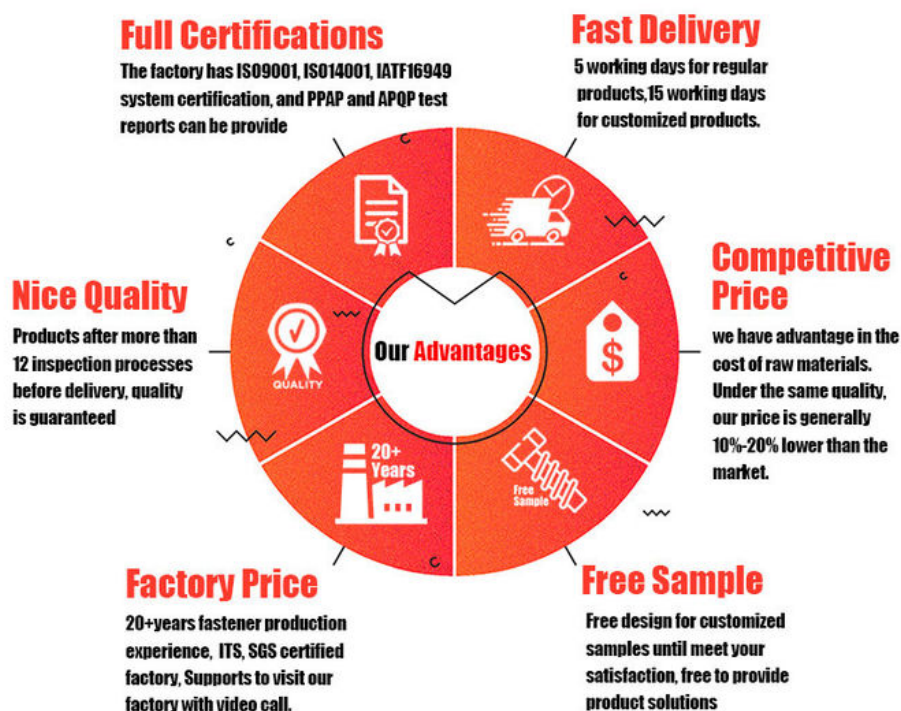 Full Certifications
The factory has ISO9001, ISO14001, IATF16949
system certification, and PPAP and APQP test
reports can be provide
Fast Delivery
5 working days for regular
products,15 working days
for customized products.
Nice Quality
Products after more than
12 inspection processes
before delivery, quality
is guaranteed
QUALITY
Our Advantages
$
Competitive
Price
we have advantage in the
cost of raw materials.
Under the same quality,
our price is generally
10%-20% lower than the
market.
20+
Years
Free
Sample
Factory Price
20+years fastener production
experience, ITS, SGS certified
factory, Supports to visit our
factory with video call.
Free Sample
Free design for customized
samples until meet your
satisfaction, free to provide
product solutions